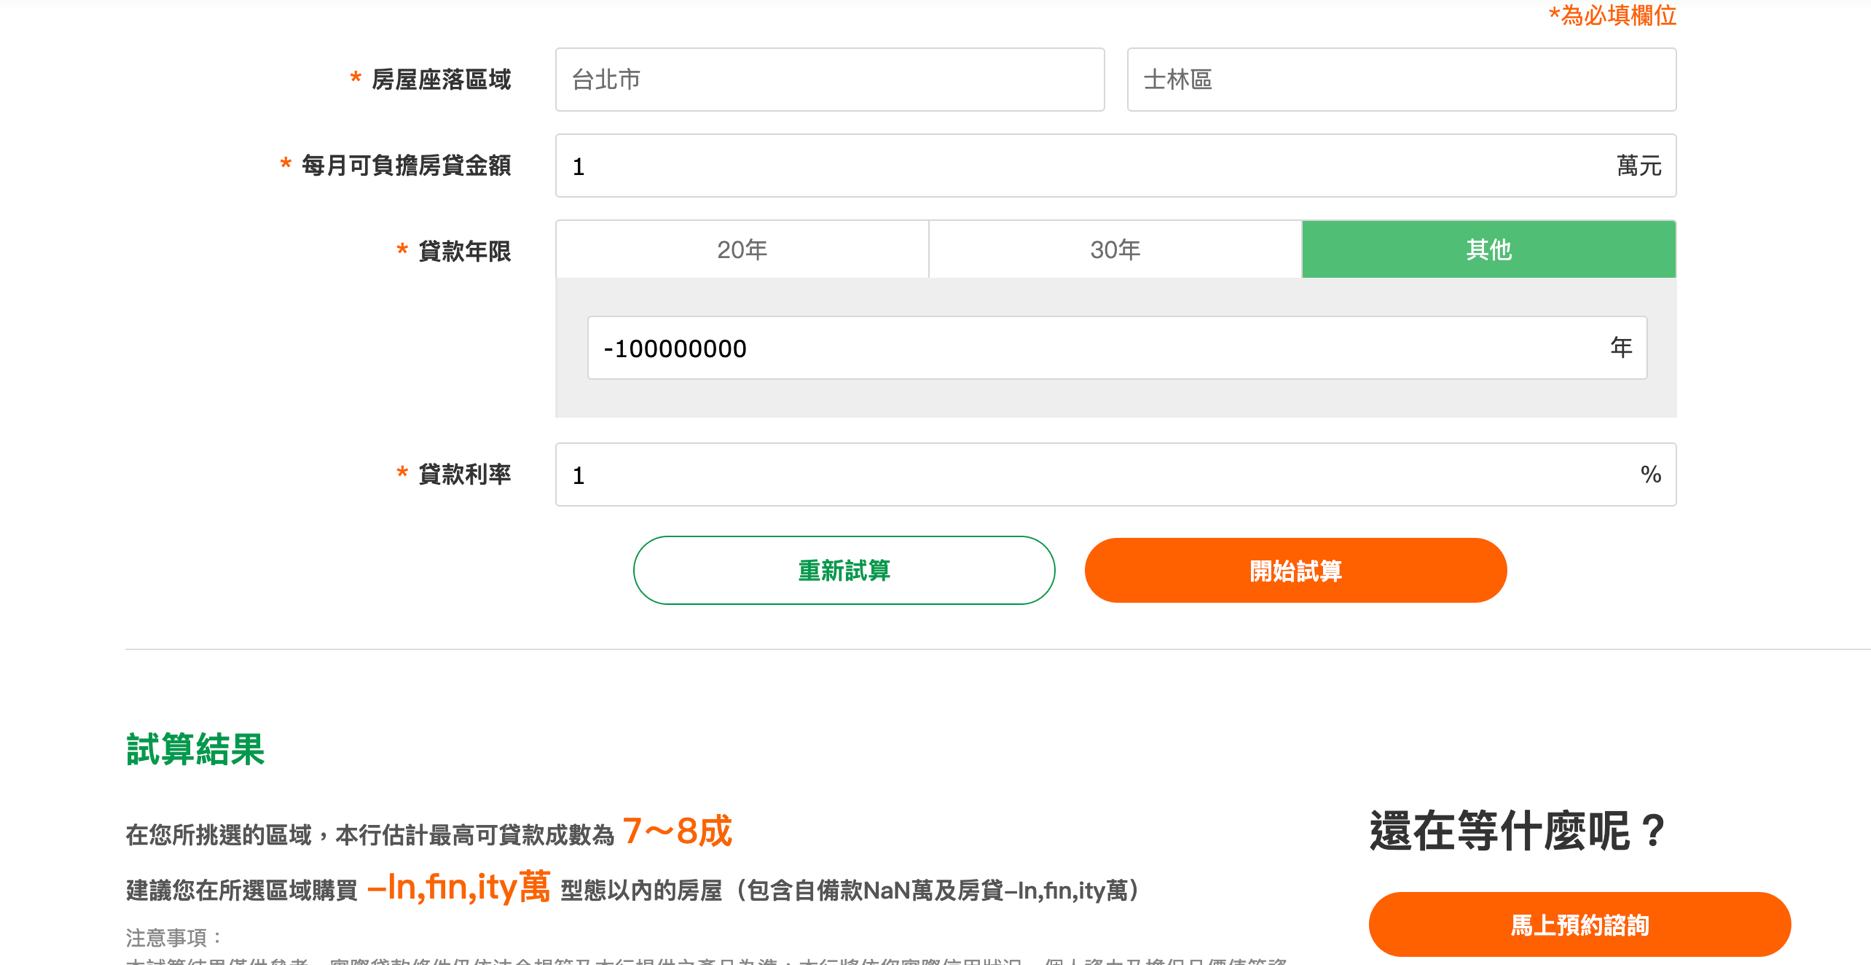 *為必填欄位
* 房屋座落區域
台北市
士林區
* 每月可負擔房貸金額
1
萬元
* 貸款年限
20年
30年
其他
-100000000
年
* 貸款利率
1
%
重新試算
開始試算
試算結果
在您所挑選的區域，本行估計最高可貸款成數為 7～8成
建議您在所選區域購買 –In,fin,ity萬 型態以內的房屋（包含自備款NaN萬及房貸–In,fin,ity萬）
注意事項：
還在等什麼呢？
馬上預約諮詢